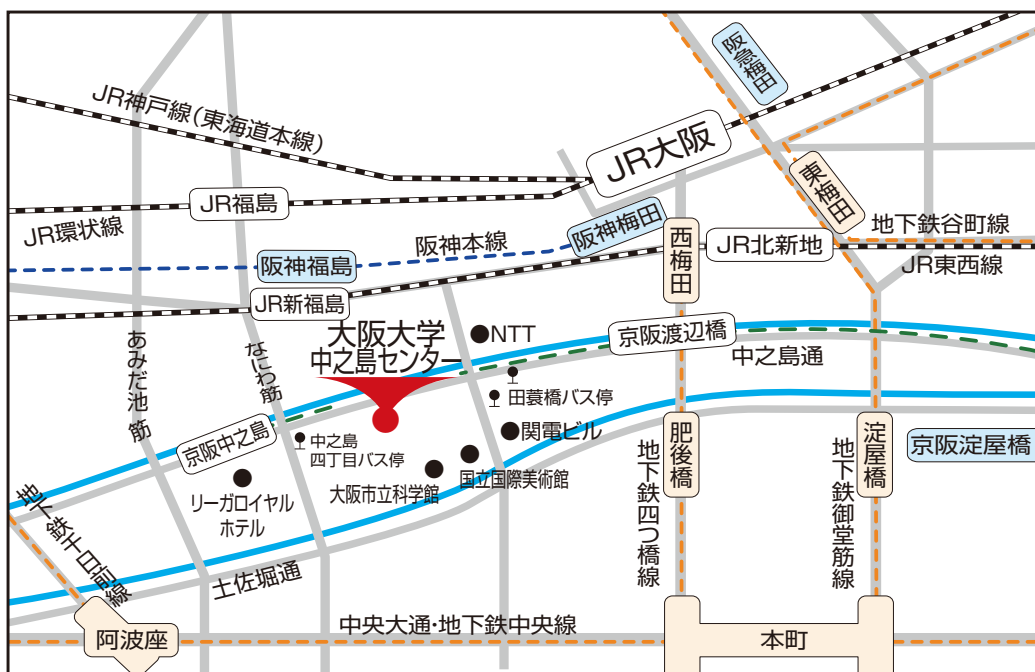 阪急梅田
JR神戸線(東海道本線)
JR大阪
東梅田
JR福島
地下鉄谷町線
JR環状線
阪神梅田
阪神本線
西梅田
JR北新地
JR東西線
阪神福島
JR新福島
大阪大学
中之島センター
NTT
京阪渡辺橋
中之島通
あみだ池筋
なにわ筋
田蓑橋バス停
京阪中之島
中之島
四丁目バス停
関電ビル
肥後橋
淀屋橋
京阪淀屋橋
国立国際美術館
大阪市立科学館
リーガロイヤル
ホテル
地下鉄四つ橋線
地下鉄御堂筋線
地下鉄千日前線
土佐堀通
中央大通・地下鉄中央線
阿波座
本町